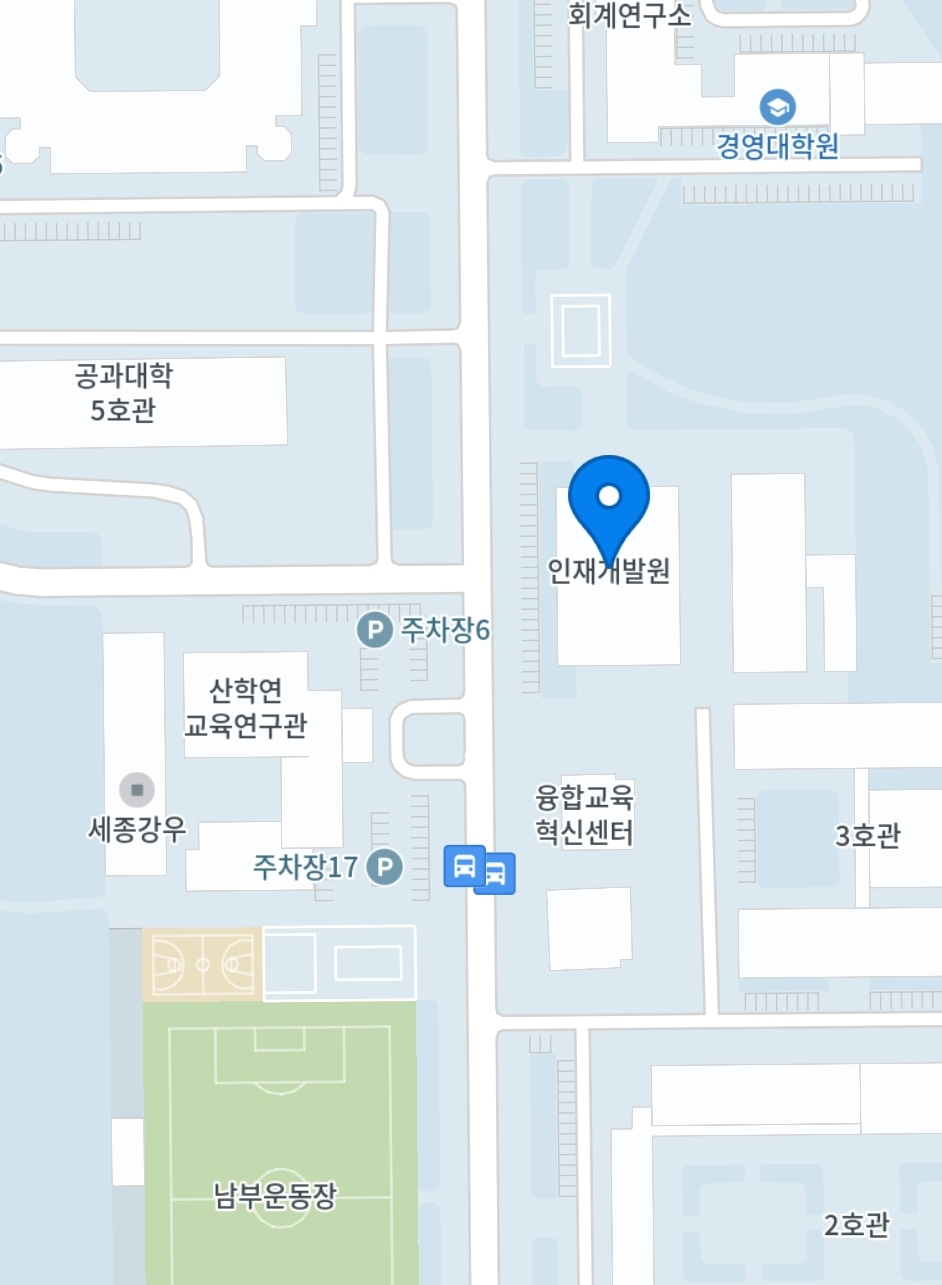 회계연구소
경영대학원
공과대학
5호관
인재개발원
P 주차장6
산학연
교육연구관
세종강우
융합교육
혁신센터
3호관
주차장17 P
남부운동장
2호관